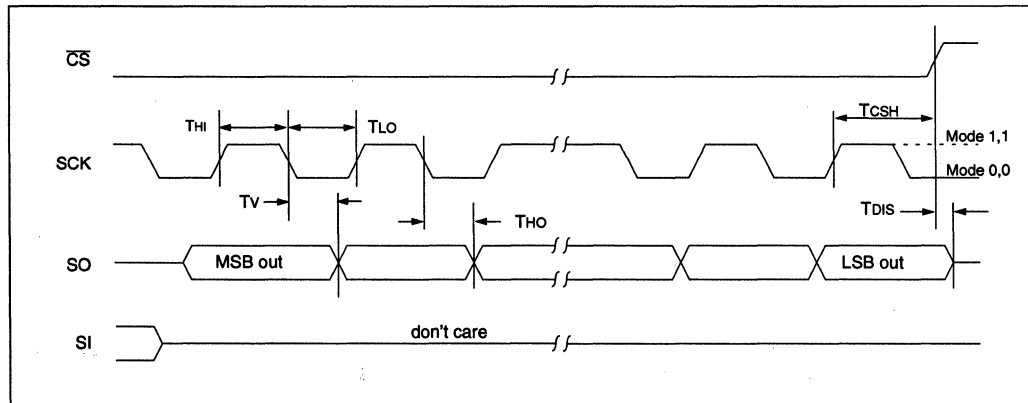 CS
THI
TLO
TCSH
Mode 1,1
SCK
Mode 0,0
TV
THO
TDIS
SO
MSB out
LSB out
SI
don't care